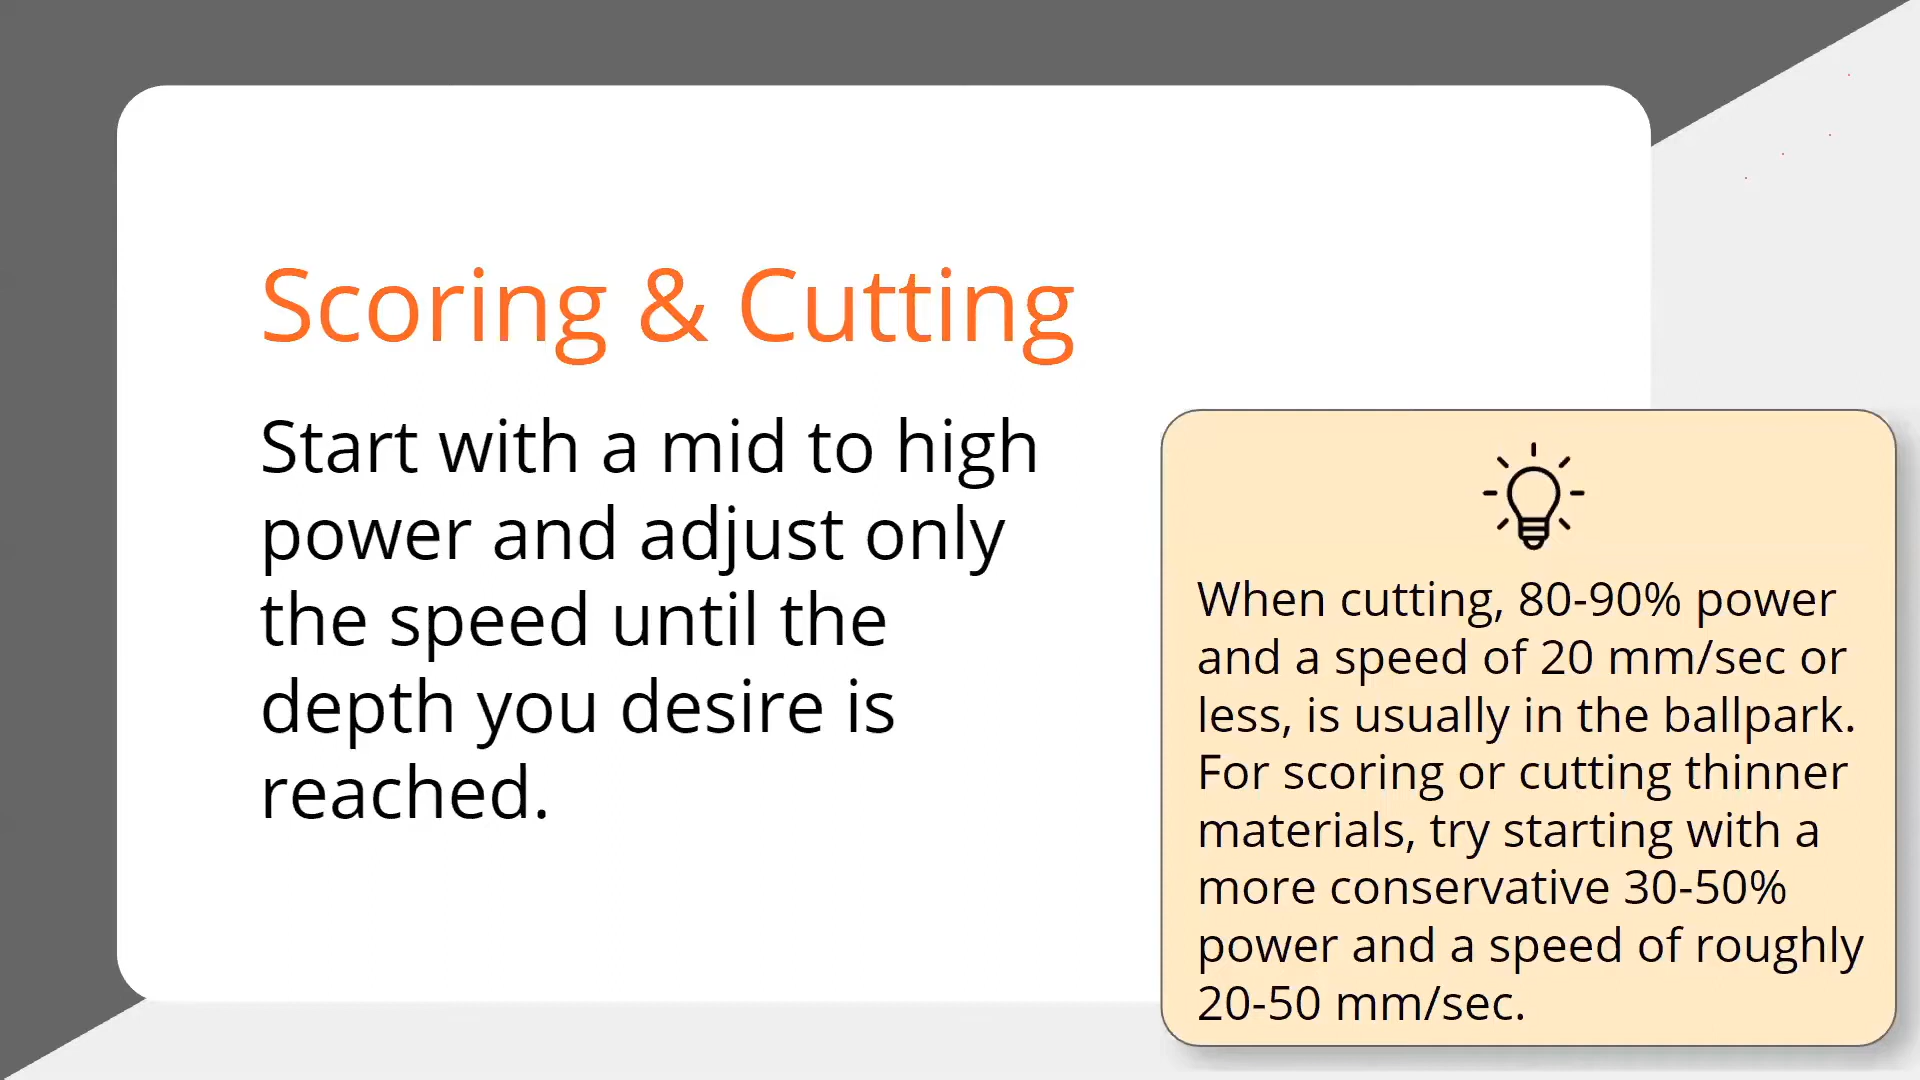 Scoring & Cutting
Start with a mid to high
power and adjust only
the speed until the
depth you desire is
reached.
When cutting, 80-90% power
and a speed of 20 mm/sec or
less, is usually in the ballpark.
For scoring or cutting thinner
materials, try starting with a
more conservative 30-50%
power and a speed of roughly
20-50 mm/sec.